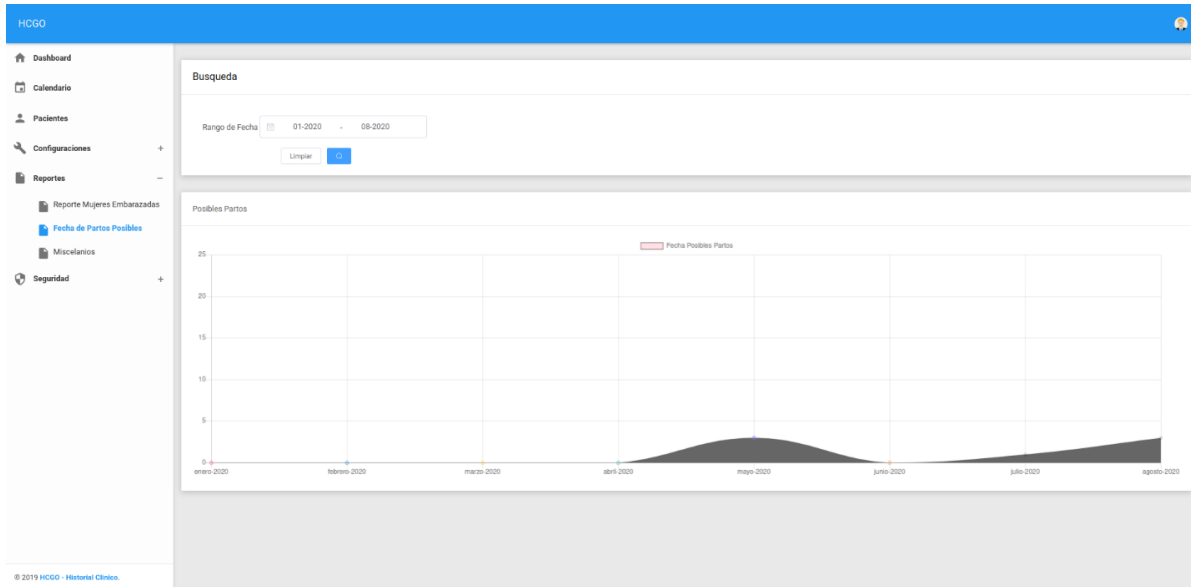 HCGO
Dashboard
Calendario
Pacientes
Configuraciones +
Reportes −
Reporte Mujeres Embarazadas
Fecha de Partos Posibles
Miscelanios
Seguridad +
© 2019 HCGO - Historial Clinico.
Busqueda
Rango de Fecha 01-2020 - 08-2020
Limpiar
Posibles Partos
Fecha Posibles Partos
25
20
15
10
5
0
enero-2020 febrero-2020 marzo-2020 abril-2020 mayo-2020 junio-2020 julio-2020 agosto-2020